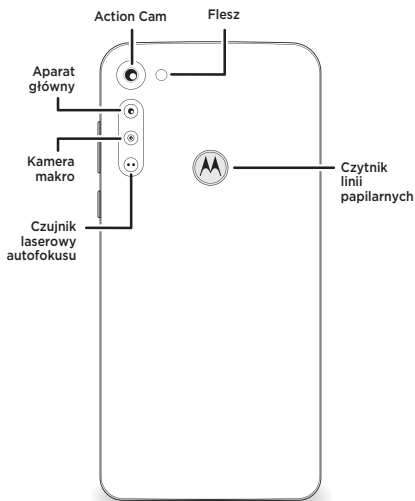 Action Cam
Flesz
Aparat
główny
Kamera
makro
Czujnik
laserowy
autofokusu
Czytnik
linii
papilarnych